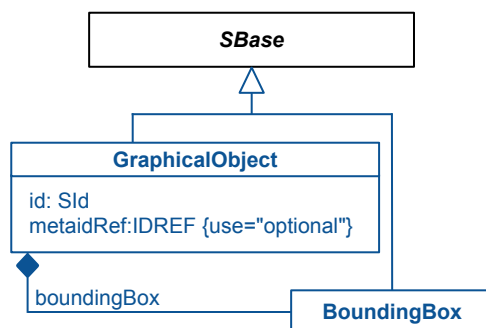 SBase
GraphicalObject
id: SId
metaidRef:IDREF {use="optional"}
boundingBox
BoundingBox